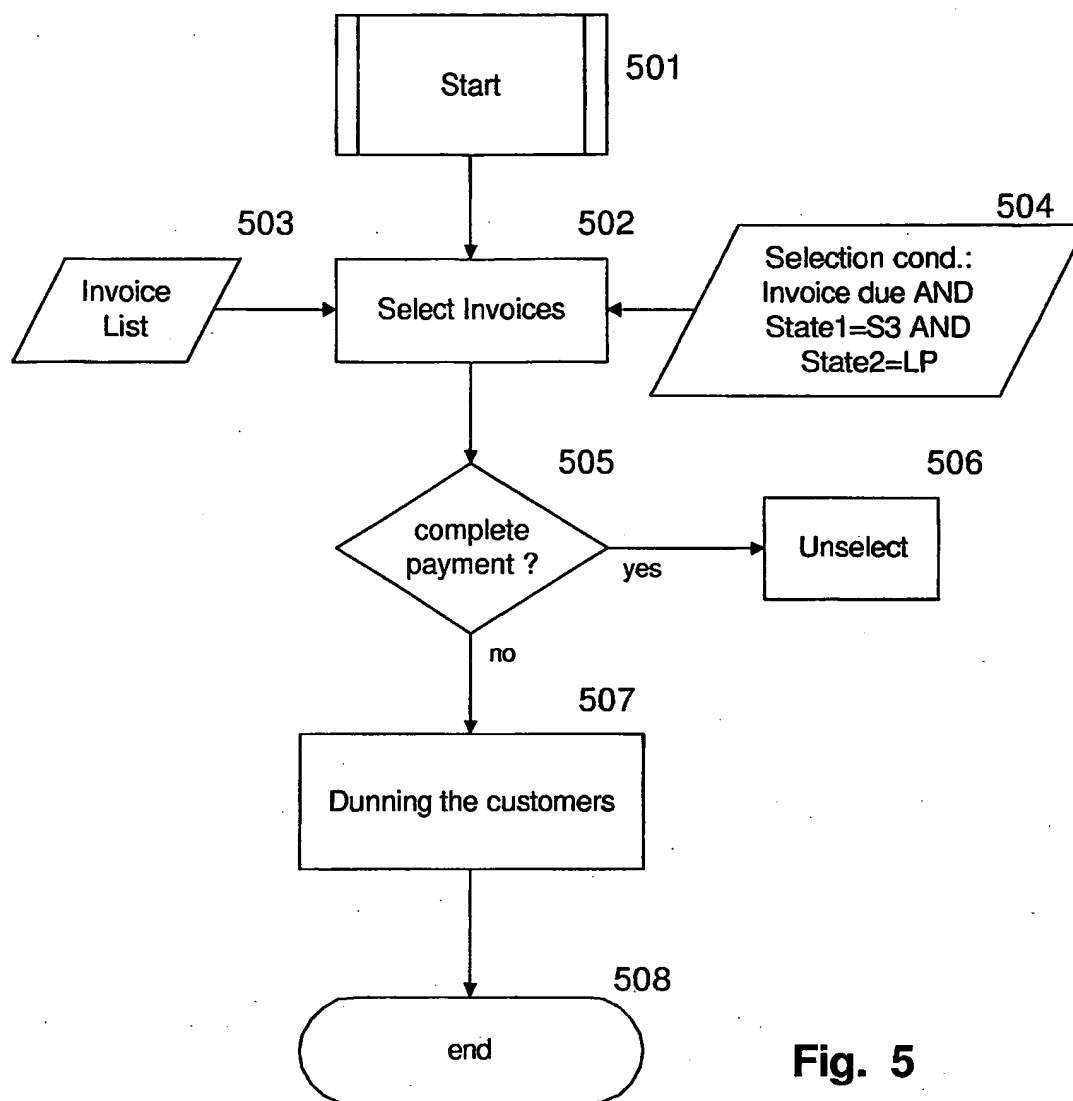 Start
501
503
502
504
Invoice
List
Select Invoices
Selection cond.:
Invoice due AND
State1=S3 AND
State2=LP
505
506
complete
payment ?
yes
Unselect
no
507
Dunning the customers
508
end
Fig. 5